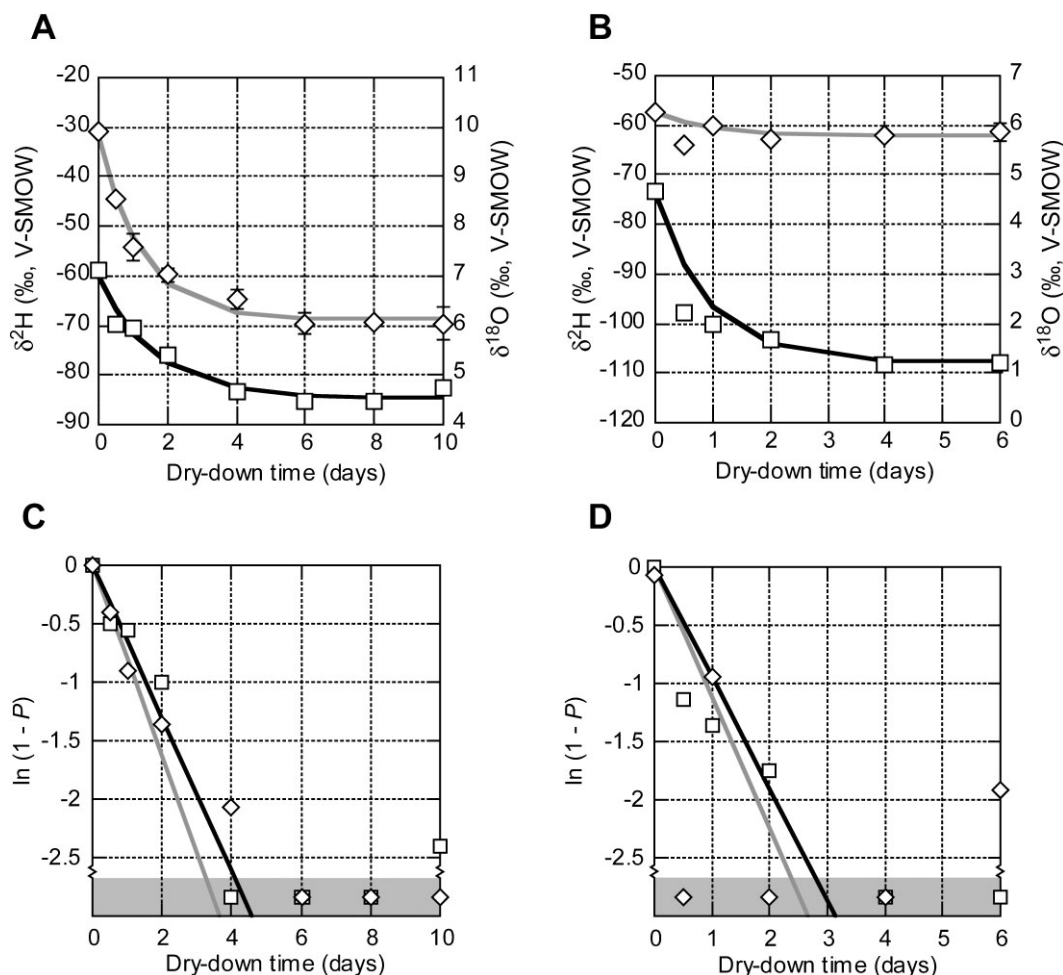 A
-20
-30
-40
-50
-60
-70
-80
-90
δ²H (‰, V-SMOW)
11
10
9
8
7
6
5
4
δ¹⁸O (‰, V-SMOW)
0 2 4 6 8 10
Dry-down time (days)
B
-50
-60
-70
-80
-90
-100
-110
-120
δ²H (‰, V-SMOW)
7
6
5
4
3
2
1
0
δ¹⁸O (‰, V-SMOW)
0 1 2 3 4 5 6
Dry-down time (days)
C
0
-0.5
-1
-1.5
-2
-2.5
ln (1 - P)
0 2 4 6 8 10
Dry-down time (days)
D
0
-0.5
-1
-1.5
-2
-2.5
ln (1 - P)
0 1 2 3 4 5 6
Dry-down time (days)